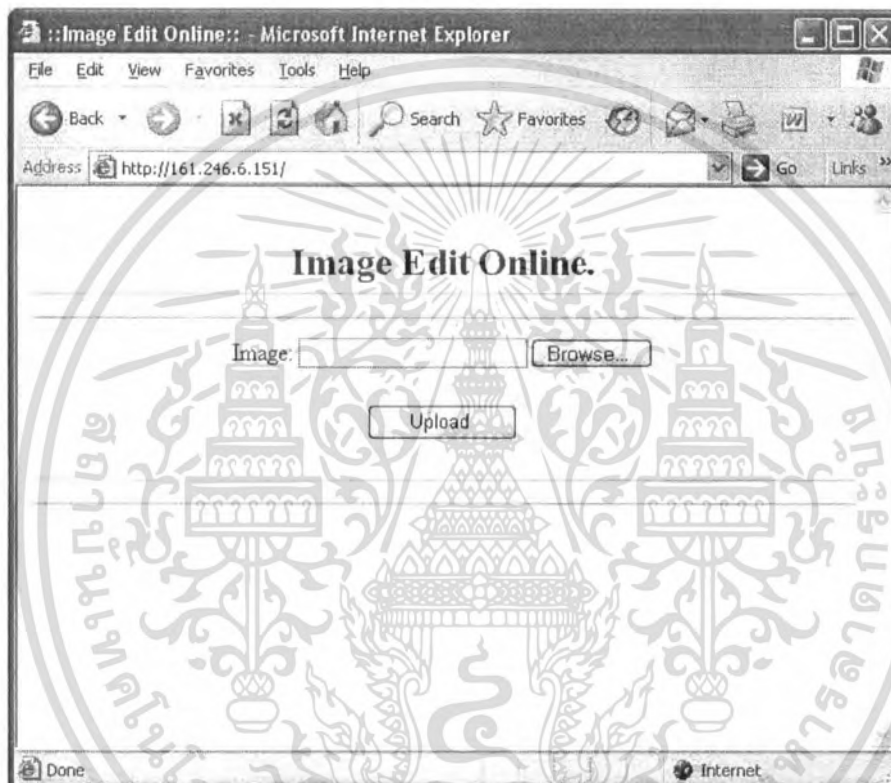 ::Image Edit Online:: - Microsoft Internet Explorer
File Edit View Favorites Tools Help
Back Search Favorites
Address http://161.246.6.151/ Go Links »
Image Edit Online.
Image: Browse...
Upload
Done Internet